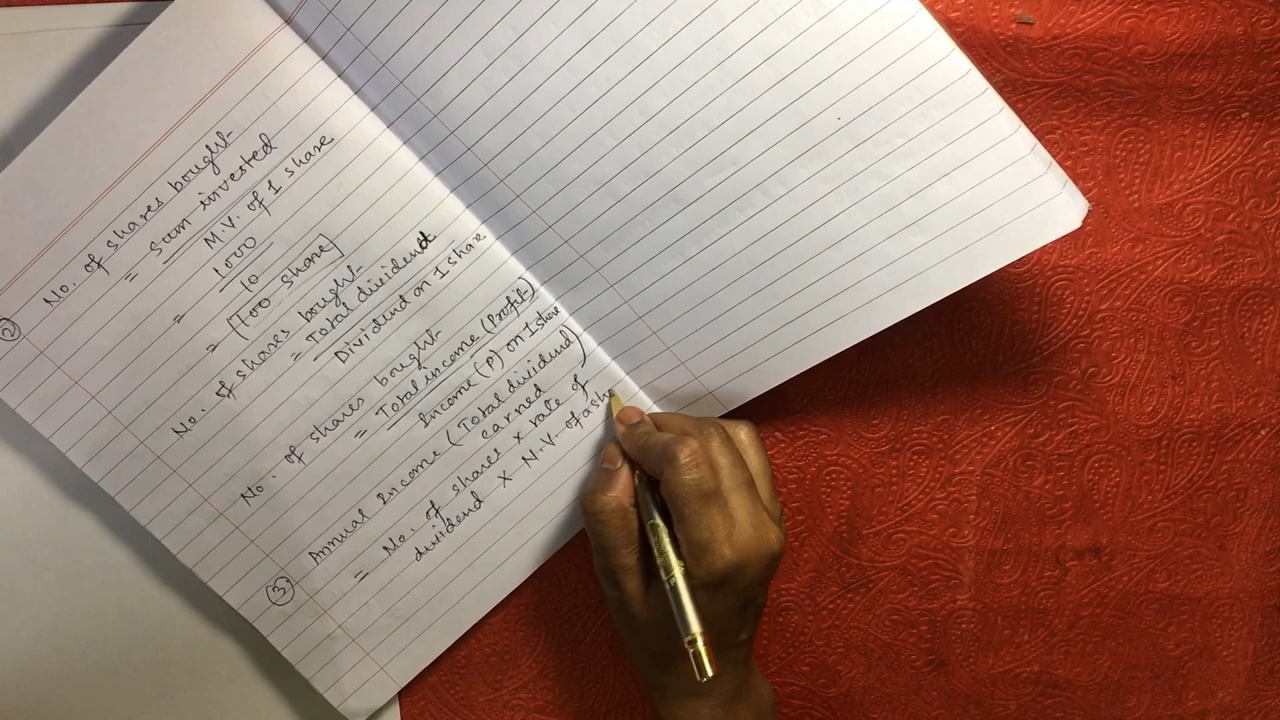 ② No. of shares bought-
= Sum invested
M.V. of 1 share
= 1000
10
= [100 share]
No. of shares bought-
= Total dividend
Dividend on 1 share
No. of shares bought-
= Total income (Profit-)
Income (P) on 1 share
③ Annual Income (Total dividend)
earned
= No. of shares × rate of
dividend × N.V. of a sha